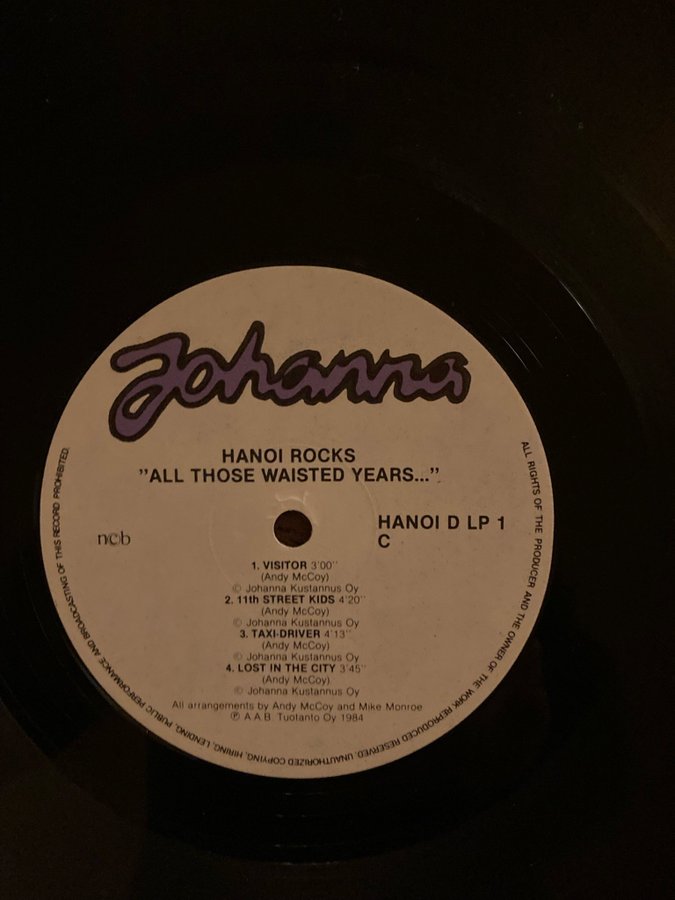 Johanna
HANOI ROCKS
"ALL THOSE WAISTED YEARS..."
HANOI D LP 1
C
ncb
1. VISITOR 3'00"
(Andy McCoy)
© Johanna Kustannus Oy
2. 11th STREET KIDS 4'20"
(Andy McCoy)
© Johanna Kustannus Oy
3. TAXI-DRIVER 4'13"
(Andy McCoy)
© Johanna Kustannus Oy
4. LOST IN THE CITY 3'45"
(Andy McCoy)
© Johanna Kustannus Oy
All arrangements by Andy McCoy and Mike Monroe
℗ A.A.B. Tuotanto Oy 1984
ALL RIGHTS OF THE PRODUCER AND THE OWNER OF THE WORK REPRODUCED RESERVED. UNAUTHORIZED COPYING, HIRING, LENDING, PUBLIC PERFORMANCE AND BROADCASTING OF THIS RECORD PROHIBITED.